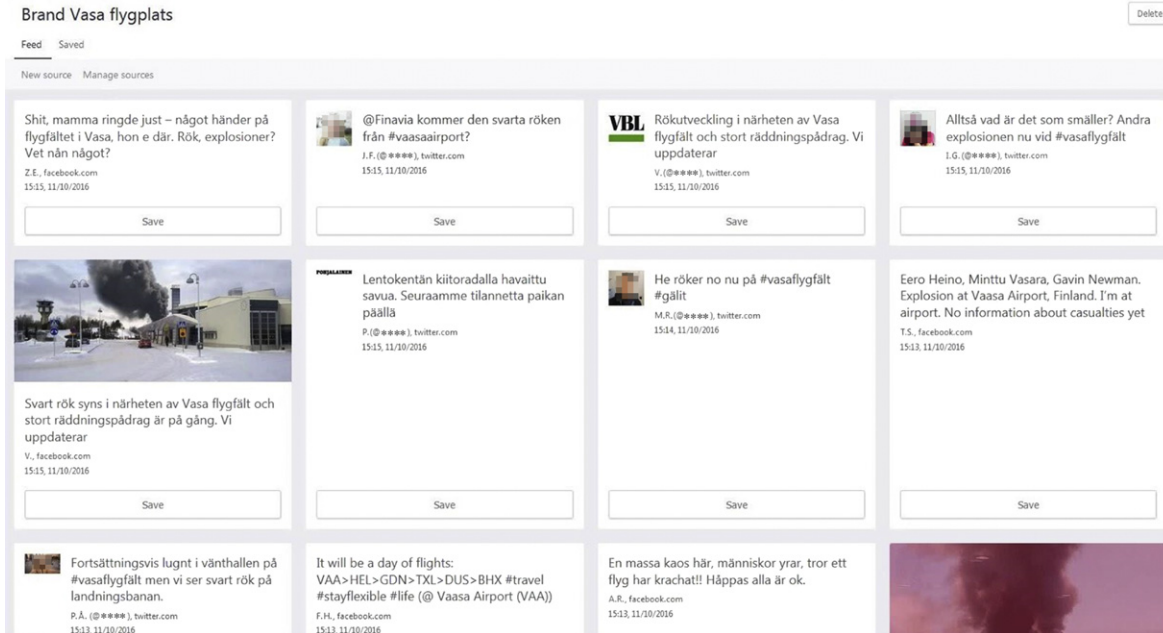 Brand Vasa flygplats
Delete
Feed Saved
New source Manage sources
Shit, mamma ringde just – något händer på
flygfältet i Vasa, hon e där. Rök, explosioner?
Vet nån något?
Z.E., facebook.com
15:15, 11/10/2016
Save
@Finavia kommer den svarta röken
från #vaasaairport?
J.F. (@****), twitter.com
15:15, 11/10/2016
Save
VBL
Rökutveckling i närheten av Vasa
flygfält och stort räddningspådrag. Vi
uppdaterar
V. (@****), twitter.com
15:15, 11/10/2016
Save
Alltså vad är det som smäller? Andra
explosionen nu vid #vasaflygfält
I.G. (@****), twitter.com
15:15, 11/10/2016
Save
Svart rök syns i närheten av Vasa flygfält och
stort räddningspådrag är på gång. Vi
uppdaterar
V., facebook.com
15:15, 11/10/2016
Save
POHJALAINEN
Lentokentän kiitoradalla havaittu
savua. Seuraamme tilannetta paikan
päällä
P. (@****), twitter.com
15:15, 11/10/2016
Save
He röker no nu på #vasaflygfält
#gälit
M.R. (@****), twitter.com
15:14, 11/10/2016
Save
Eero Heino, Minttu Vasara, Gavin Newman.
Explosion at Vaasa Airport, Finland. I'm at
airport. No information about casualties yet
T.S., facebook.com
15:13, 11/10/2016
Save
Fortsättningsvis lugnt i vänthallen på
#vasaflygfält men vi ser svart rök på
landningsbanan.
P.Å. (@****), twitter.com
15:13, 11/10/2016
It will be a day of flights:
VAA>HEL>GDN>TXL>DUS>BHX #travel
#stayflexible #life (@ Vaasa Airport (VAA))
F.H., facebook.com
15:13, 11/10/2016
En massa kaos här, människor yrar, tror ett
flyg har krachat!! Håppas alla är ok.
A.R., facebook.com
15:13, 11/10/2016